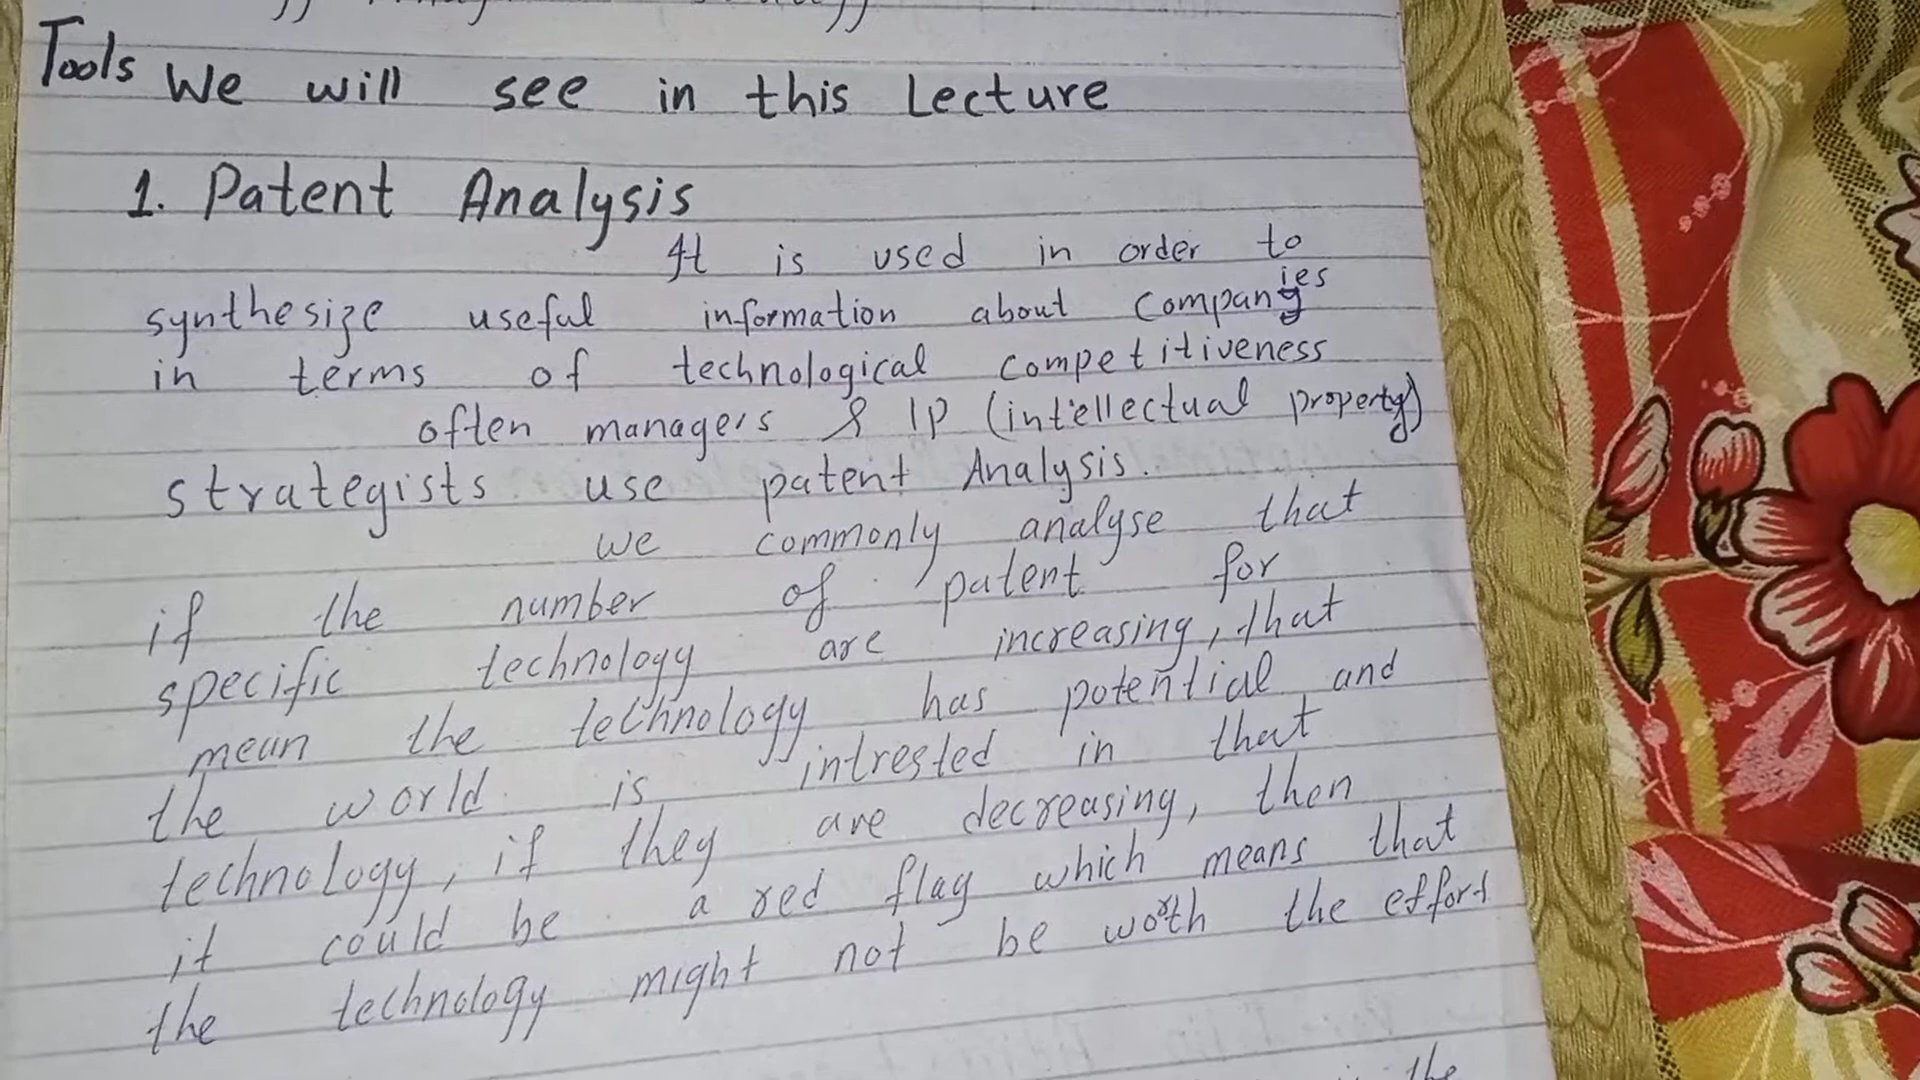 Tools We will see in this Lecture
1. Patent Analysis
It is used in order to
synthesize useful information about companies
in terms of technological competitiveness
often managers & IP (intellectual property)
strategists use patent Analysis.
we commonly analyse that
if the number of patent for
specific technology are increasing, that
mean the technology has potential and
the world is intrested in that
technology, if they are decreasing, then
it could be a red flag which means that
the technology might not be worth the effort
the